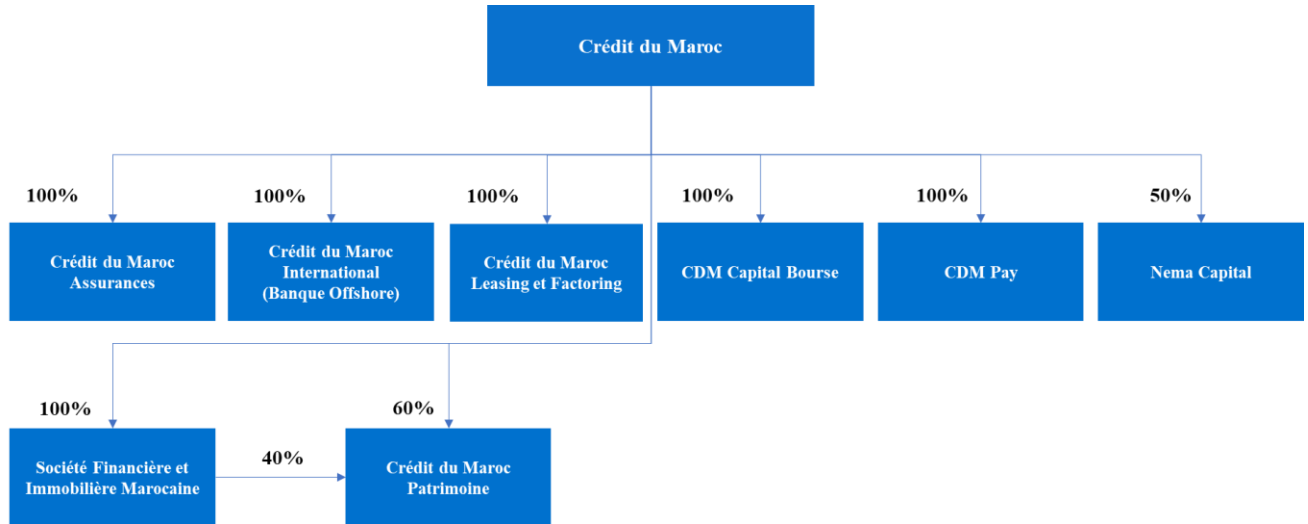 Crédit du Maroc
100%
100%
100%
100%
100%
50%
Crédit du Maroc
Assurances
Crédit du Maroc
International
(Banque Offshore)
Crédit du Maroc
Leasing et Factoring
CDM Capital Bourse
CDM Pay
Nema Capital
100%
60%
Société Financière et
Immobilière Marocaine
40%
Crédit du Maroc
Patrimoine